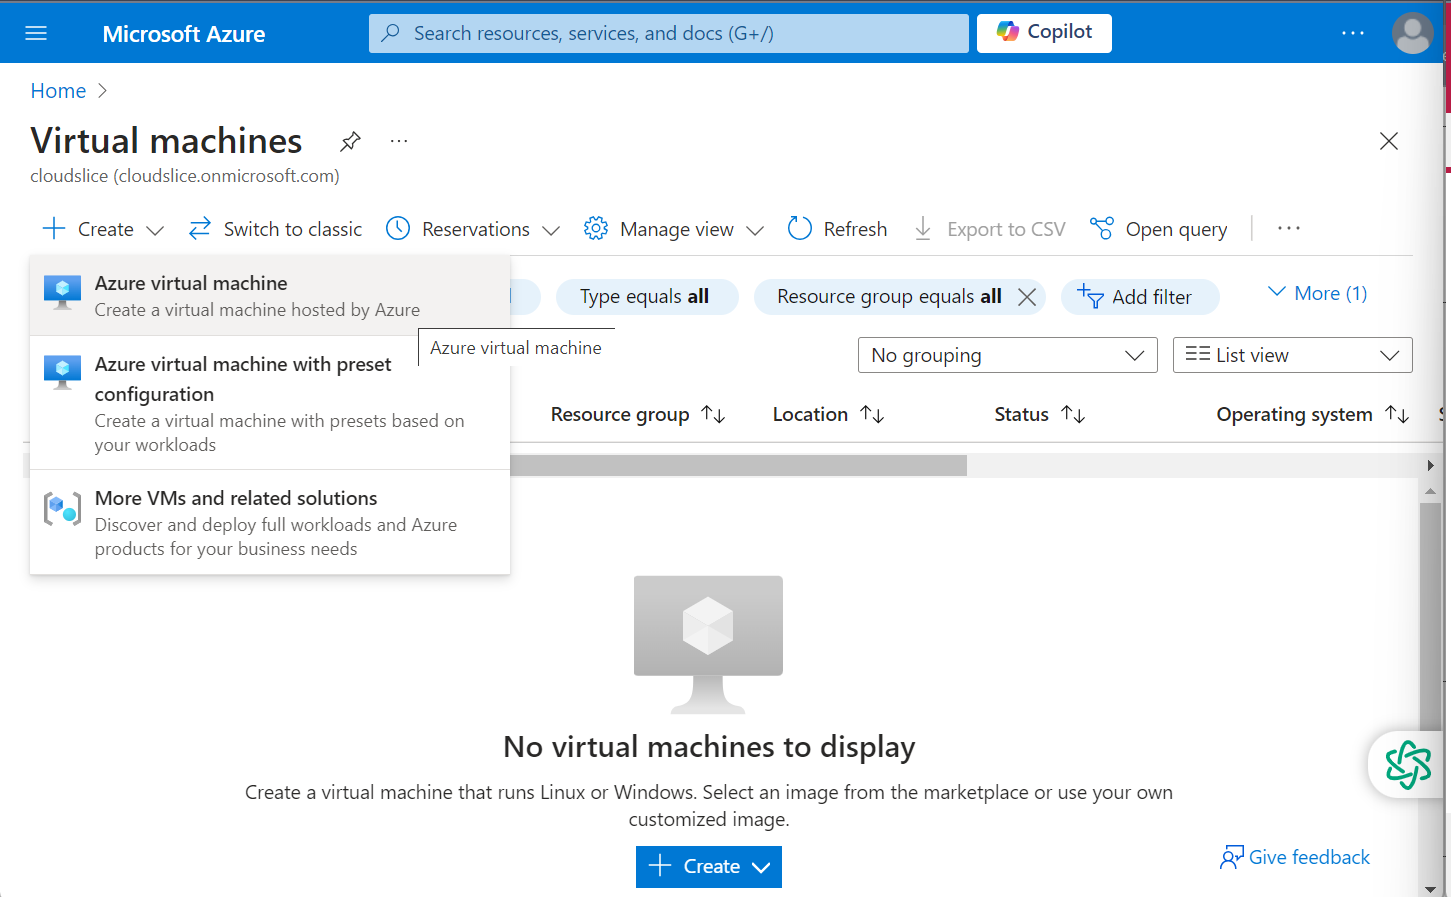 Microsoft Azure
Search resources, services, and docs (G+/)
Copilot
Home
Virtual machines
cloudslice (cloudslice.onmicrosoft.com)
Create
Switch to classic
Reservations
Manage view
Refresh
Export to CSV
Open query
Azure virtual machine
Create a virtual machine hosted by Azure
Type equals all
Resource group equals all
Add filter
More (1)
Azure virtual machine
Azure virtual machine with preset
configuration
Create a virtual machine with presets based on
your workloads
No grouping
List view
Resource group
Location
Status
Operating system
More VMs and related solutions
Discover and deploy full workloads and Azure
products for your business needs
No virtual machines to display
Create a virtual machine that runs Linux or Windows. Select an image from the marketplace or use your own
customized image.
Create
Give feedback